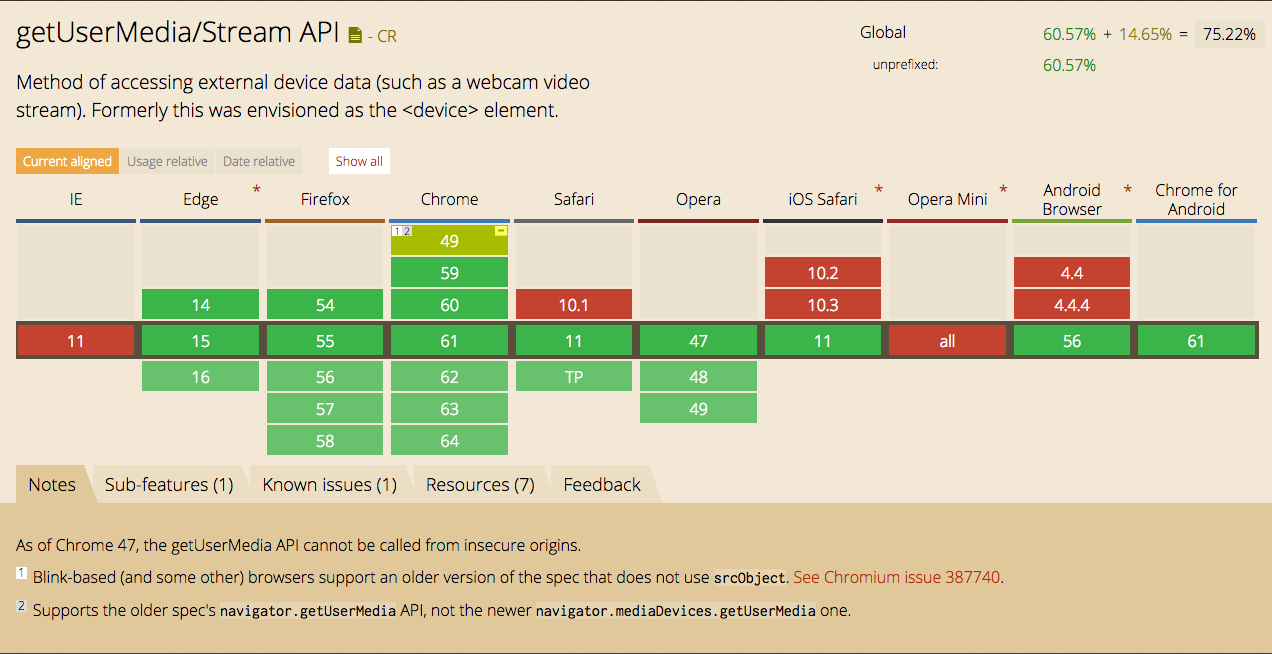 getUserMedia/Stream API - CR
Global 60.57% + 14.65% = 75.22%
unprefixed: 60.57%
Method of accessing external device data (such as a webcam video
stream). Formerly this was envisioned as the <device> element.
Current aligned Usage relative Date relative Show all
IE Edge * Firefox Chrome Safari Opera iOS Safari * Opera Mini * Android Browser * Chrome for Android
1 2 49 −
59 10.2 4.4
14 54 60 10.1 10.3 4.4.4
11 15 55 61 11 47 11 all 56 61
16 56 62 TP 48
57 63 49
58 64
Notes Sub-features (1) Known issues (1) Resources (7) Feedback
As of Chrome 47, the getUserMedia API cannot be called from insecure origins.
1 Blink-based (and some other) browsers support an older version of the spec that does not use srcObject. See Chromium issue 387740.
2 Supports the older spec's navigator.getUserMedia API, not the newer navigator.mediaDevices.getUserMedia one.